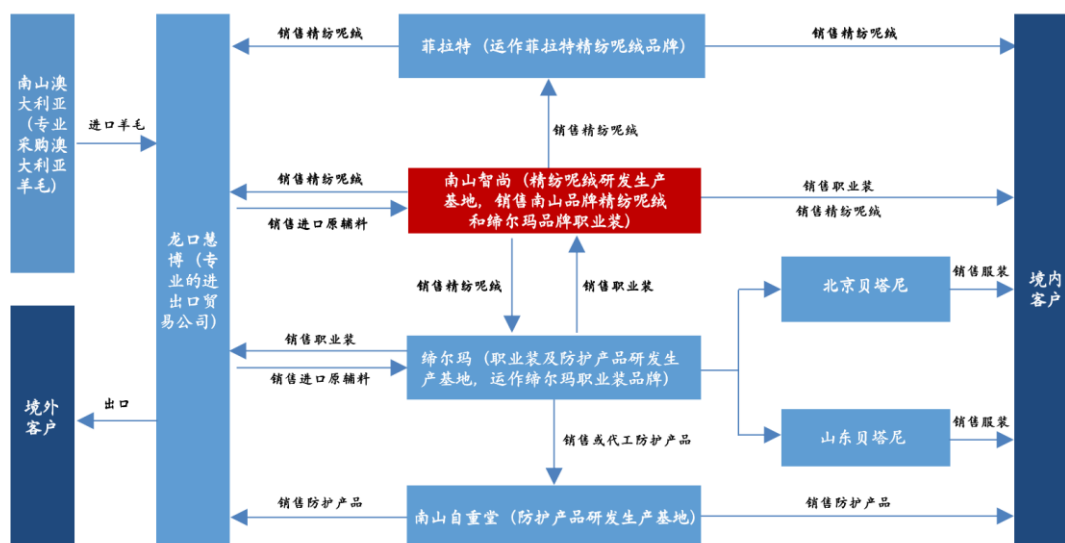 销售精纺呢绒
菲拉特（运作菲拉特精纺呢绒品牌）
销售精纺呢绒
南山澳
大利亚
（专业
采购澳
大利亚
羊毛）
进口羊毛
销售精纺呢绒
销售精纺呢绒
南山智尚（精纺呢绒研发生产
基地，销售南山品牌精纺呢绒
和缔尔玛品牌职业装）
销售职业装
销售精纺呢绒
销售进口原辅料
龙口慧
博（专
业的进
出口贸
易公司）
销售精纺呢绒
销售职业装
北京贝塔尼
销售服装
境内
客户
销售职业装
缔尔玛（职业装及防护产品研发生
产基地，运作缔尔玛职业装品牌）
销售进口原辅料
境外
客户
出口
销售或代工防护产品
山东贝塔尼
销售服装
销售防护产品
南山自重堂（防护产品研发生产基地）
销售防护产品